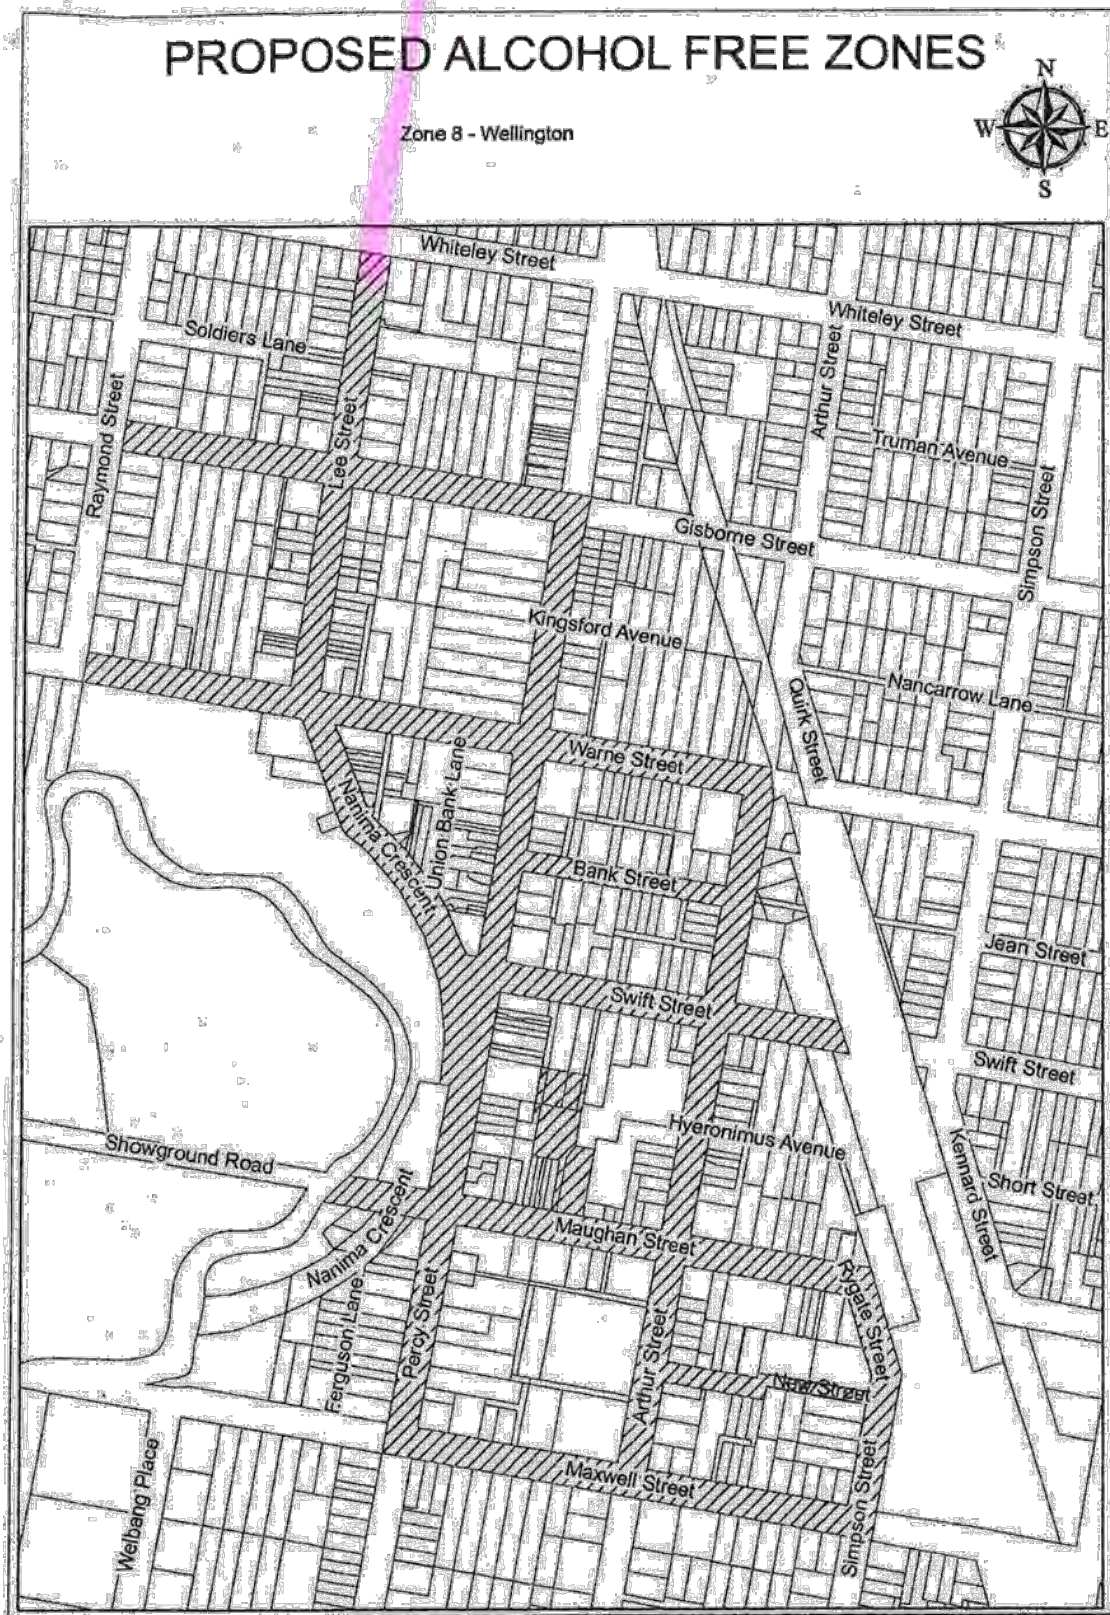 PROPOSED ALCOHOL FREE ZONES
N
W
E
S
Zone 8 - Wellington
Whiteley Street
Whiteley Street
Soldiers Lane
Arthur Street
Raymond Street
Lee Street
Truman Avenue
Simpson Street
Gisborne Street
Kingsford Avenue
Nancarrow Lane
Quirk Street
Warne Street
Union Bank Lane
Nanima Crescent
Bank Street
Jean Street
Swift Street
Swift Street
Hyeronimus Avenue
Showground Road
Kennard Street
Short Street
Nanima Crescent
Maughan Street
Rygate Street
Ferguson Lane
Percy Street
Arthur Street
New Street
Maxwell Street
Welbang Place
Simpson Street